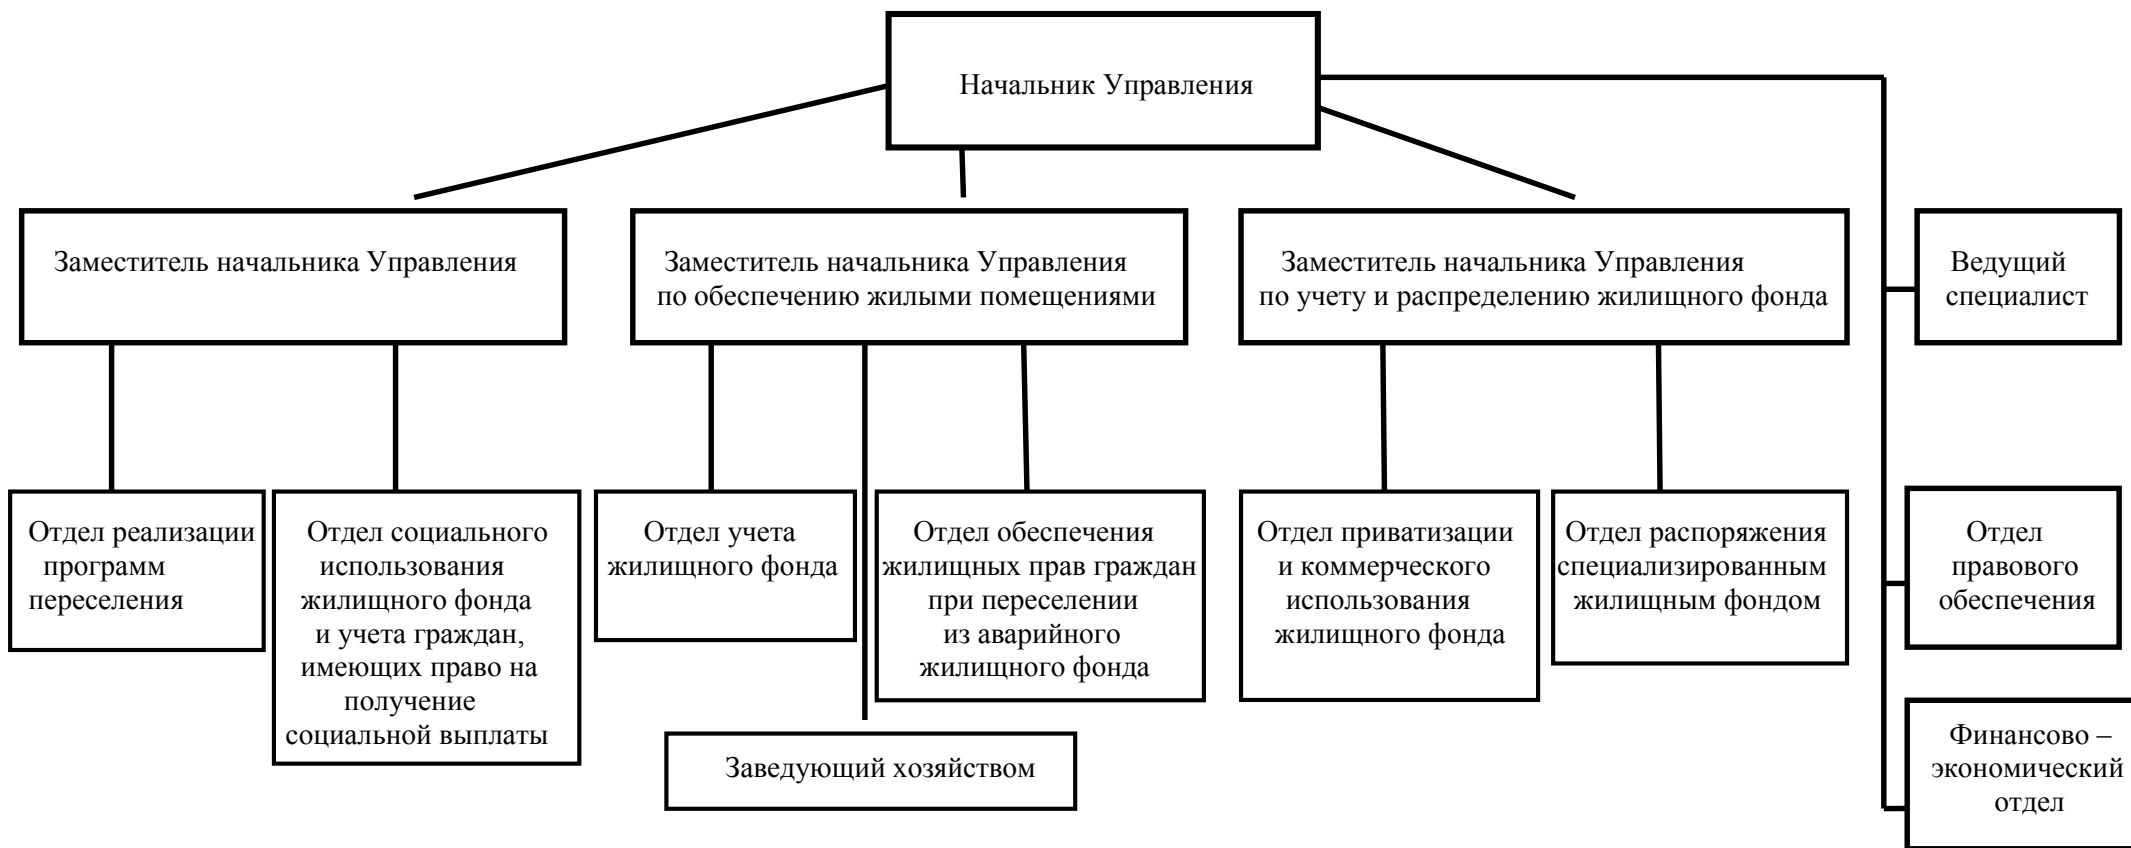 Начальник Управления
Заместитель начальника Управления
Заместитель начальника Управления
по обеспечению жилыми помещениями
Заместитель начальника Управления
по учету и распределению жилищного фонда
Ведущий
специалист
Отдел реализации
программ
переселения
Отдел социального
использования
жилищного фонда
и учета граждан,
имеющих право на
получение
социальной выплаты
Отдел учета
жилищного фонда
Отдел обеспечения
жилищных прав граждан
при переселении
из аварийного
жилищного фонда
Отдел приватизации
и коммерческого
использования
жилищного фонда
Отдел распоряжения
специализированным
жилищным фондом
Отдел
правового
обеспечения
Заведующий хозяйством
Финансово –
экономический
отдел